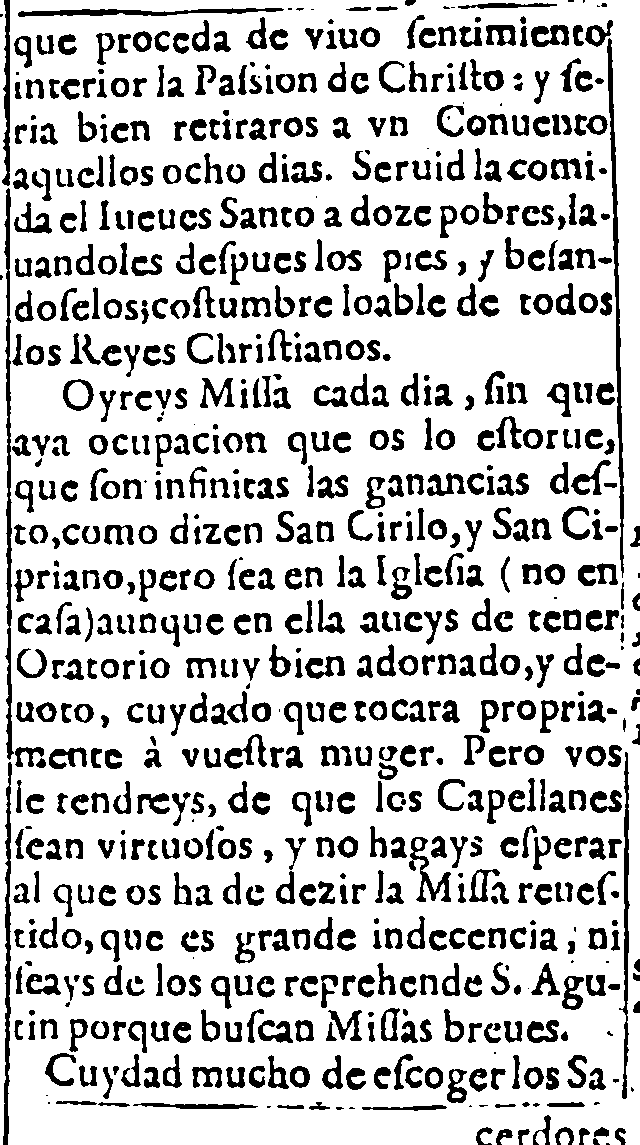 que proceda de viuo ſentimiento
interior la Paſsion de Chriſto: y ſe-
ria bien retiraros a vn Conuento
aquellos ocho dias. Seruid la comi-
da el Iueues Santo a doze pobres, la-
uandoles deſpues los pies, y beſan-
doſelos; coſtumbre loable de todos
los Reyes Chriſtianos.
Oyreys Miſſa cada dia, ſin que
aya ocupacion que os lo eſtorue,
que ſon infinitas las ganancias deſ-
to, como dizen San Cirilo, y San Ci-
priano, pero ſea en la Igleſia (no en
caſa) aunque en ella aueys de tener
Oratorio muy bien adornado, y de-
uoto, cuydado que tocara propria-
mente à vueſtra muger. Pero vos
le tendreys, de que los Capellanes
ſean virtuoſos, y no hagays eſperar
al que os ha de dezir la Miſſa reueſ-
tido, que es grande indecencia, ni
ſeays de los que reprehende S. Agu-
tin porque buſcan Miſſas breues.
Cuydad mucho de eſcoger los Sa-
cerdotes